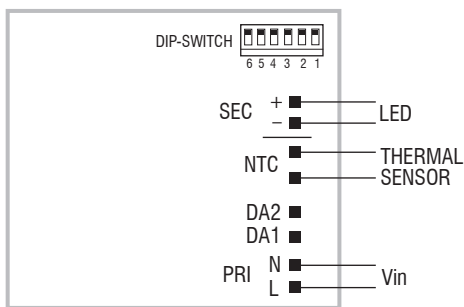 DIP-SWITCH
6 5 4 3 2 1
SEC + LED
−
NTC THERMAL
SENSOR
DA2
DA1
PRI N Vin
L